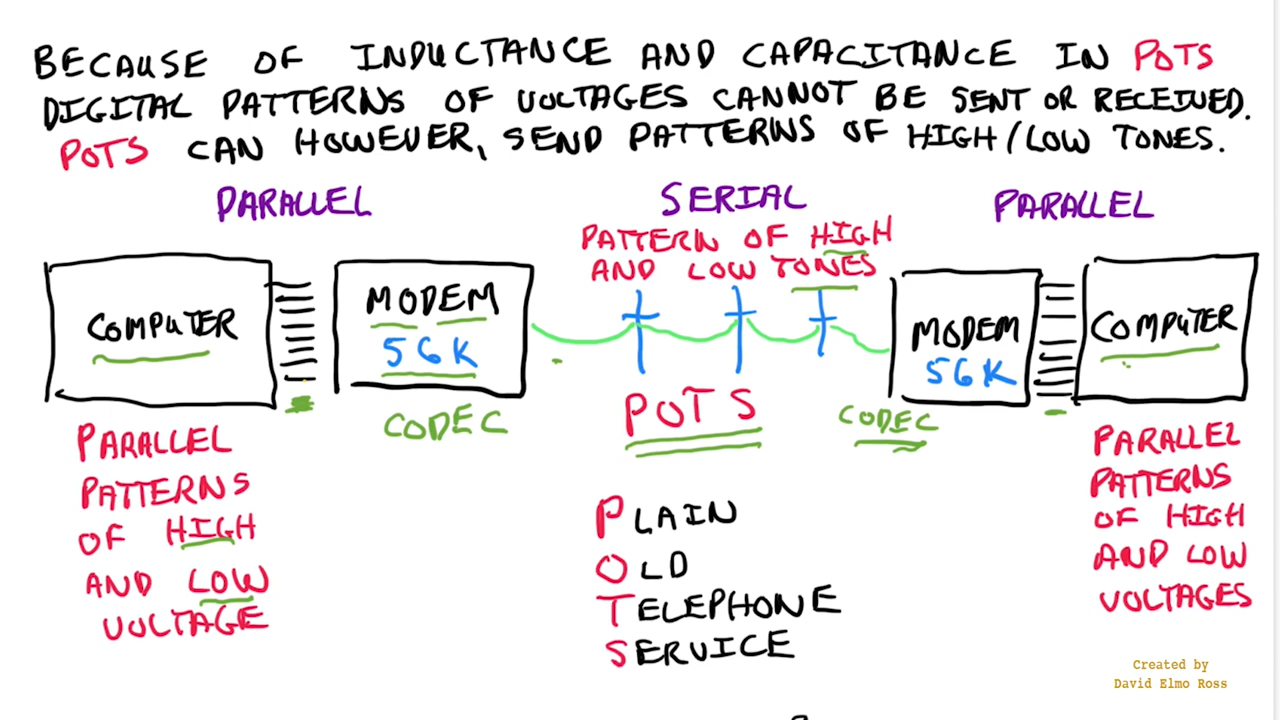 BECAUSE OF INDUCTANCE AND CAPACITANCE IN POTS
DIGITAL PATTERNS OF VOLTAGES CANNOT BE SENT OR RECEIVED.
POTS CAN HOWEVER, SEND PATTERNS OF HIGH/LOW TONES.
PARALLEL
SERIAL
PARALLEL
PATTERN OF HIGH
AND LOW TONES
COMPUTER
MODEM
56K
MODEM
56K
COMPUTER
CODEC
POTS
CODEC
PARALLEL
PATTERNS
OF HIGH
AND LOW
VOLTAGE
PLAIN
OLD
TELEPHONE
SERVICE
PARALLEL
PATTERNS
OF HIGH
AND LOW
VOLTAGES
Created by
David Elmo Ross